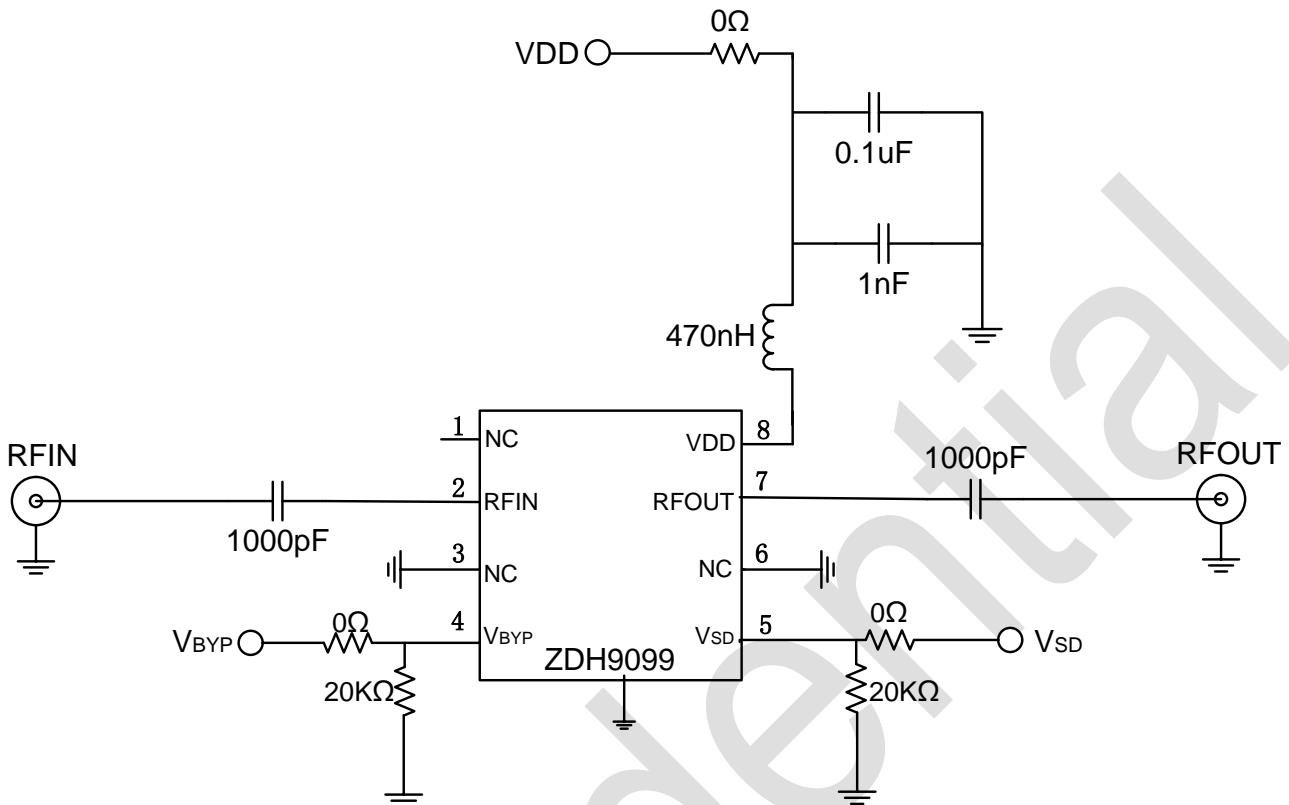 0Ω
VDD
0.1uF
1nF
470nH
1 NC
VDD 8
RFIN
1000pF
RFOUT
2 RFIN
RFOUT 7
1000pF
3 NC
NC 6
VBYP
0Ω
4 VBYP
VSD 5
0Ω
VSD
ZDH9099
20KΩ
20KΩ
dential